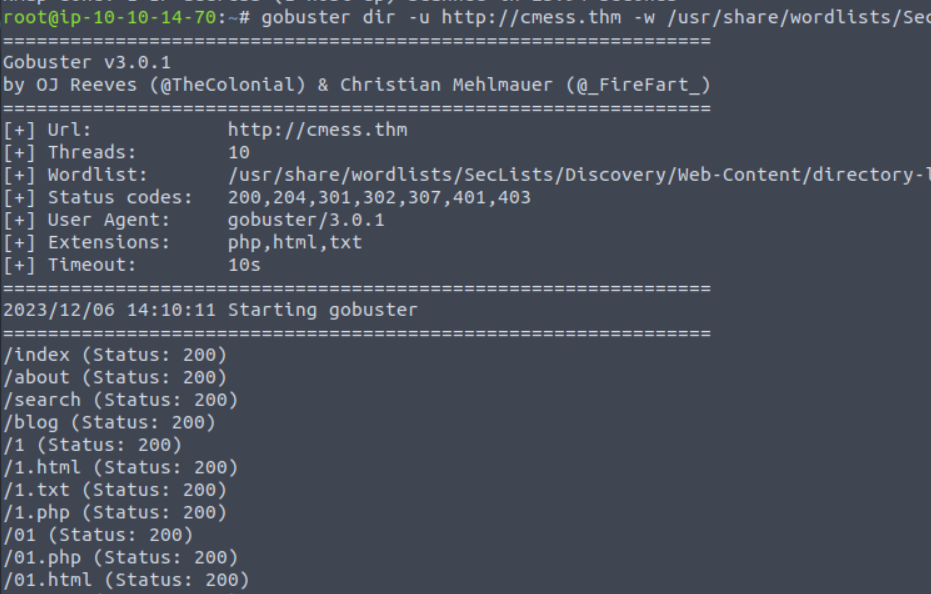 root@ip-10-10-14-70:~# gobuster dir -u http://cmess.thm -w /usr/share/wordlists/Sec
===============================================================
Gobuster v3.0.1
by OJ Reeves (@TheColonial) & Christian Mehlmauer (@_FireFart_)
===============================================================
[+] Url:            http://cmess.thm
[+] Threads:        10
[+] Wordlist:       /usr/share/wordlists/SecLists/Discovery/Web-Content/directory-l
[+] Status codes:   200,204,301,302,307,401,403
[+] User Agent:     gobuster/3.0.1
[+] Extensions:     php,html,txt
[+] Timeout:        10s
===============================================================
2023/12/06 14:10:11 Starting gobuster
===============================================================
/index (Status: 200)
/about (Status: 200)
/search (Status: 200)
/blog (Status: 200)
/1 (Status: 200)
/1.html (Status: 200)
/1.txt (Status: 200)
/1.php (Status: 200)
/01 (Status: 200)
/01.php (Status: 200)
/01.html (Status: 200)